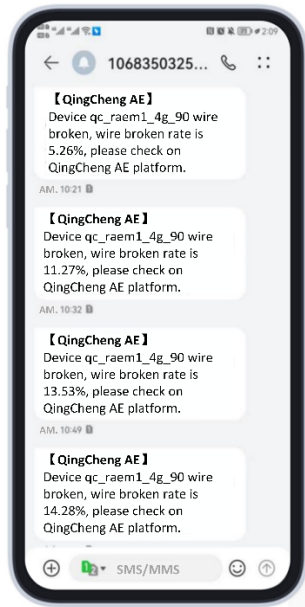 2:09
1068350325...
【QingCheng AE】
Device qc_raem1_4g_90 wire
broken, wire broken rate is
5.26%, please check on
QingCheng AE platform.
AM. 10:21
【QingCheng AE】
Device qc_raem1_4g_90 wire
broken, wire broken rate is
11.27%, please check on
QingCheng AE platform.
AM. 10:32
【QingCheng AE】
Device qc_raem1_4g_90 wire
broken, wire broken rate is
13.53%, please check on
QingCheng AE platform.
AM. 10:49
【QingCheng AE】
Device qc_raem1_4g_90 wire
broken, wire broken rate is
14.28%, please check on
QingCheng AE platform.
SMS/MMS